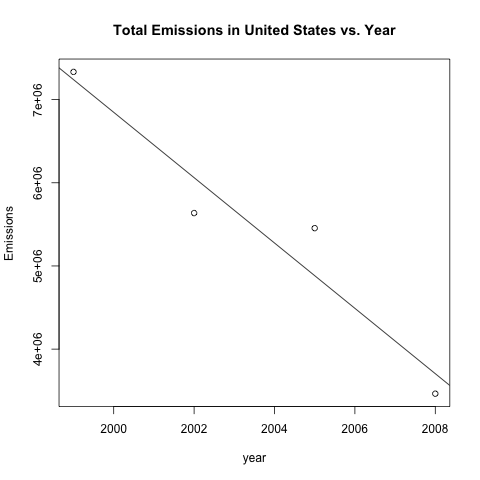 Total Emissions in United States vs. Year
Emissions
7e+06
6e+06
5e+06
4e+06
2000 2002 2004 2006 2008
year